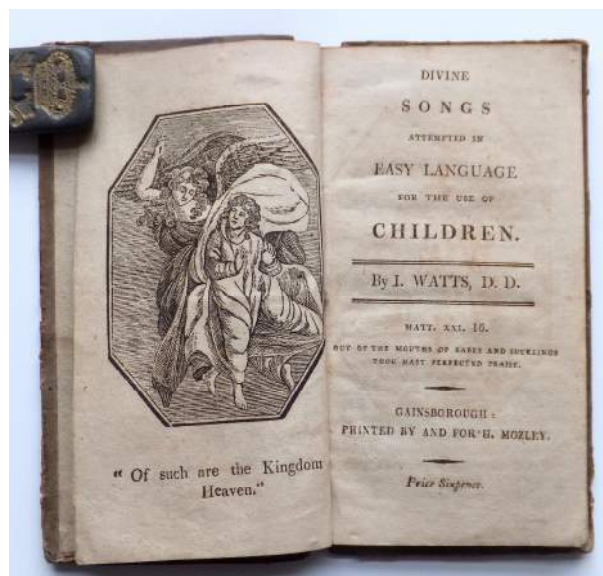 “ Of such are the Kingdom
Heaven.“
DIVINE
SONGS
ATTEMPTED IN
EASY LANGUAGE
FOR THE USE OF
CHILDREN.
By I. WATTS, D. D.
MATT. XXI. 16.
OUT OF THE MOUTHS OF BABES AND SUCKLINGS
THOU HAST PERFECTED PRAISE.
GAINSBOROUGH :
PRINTED BY AND FOR H. MOZLEY.
Price Sixpence.